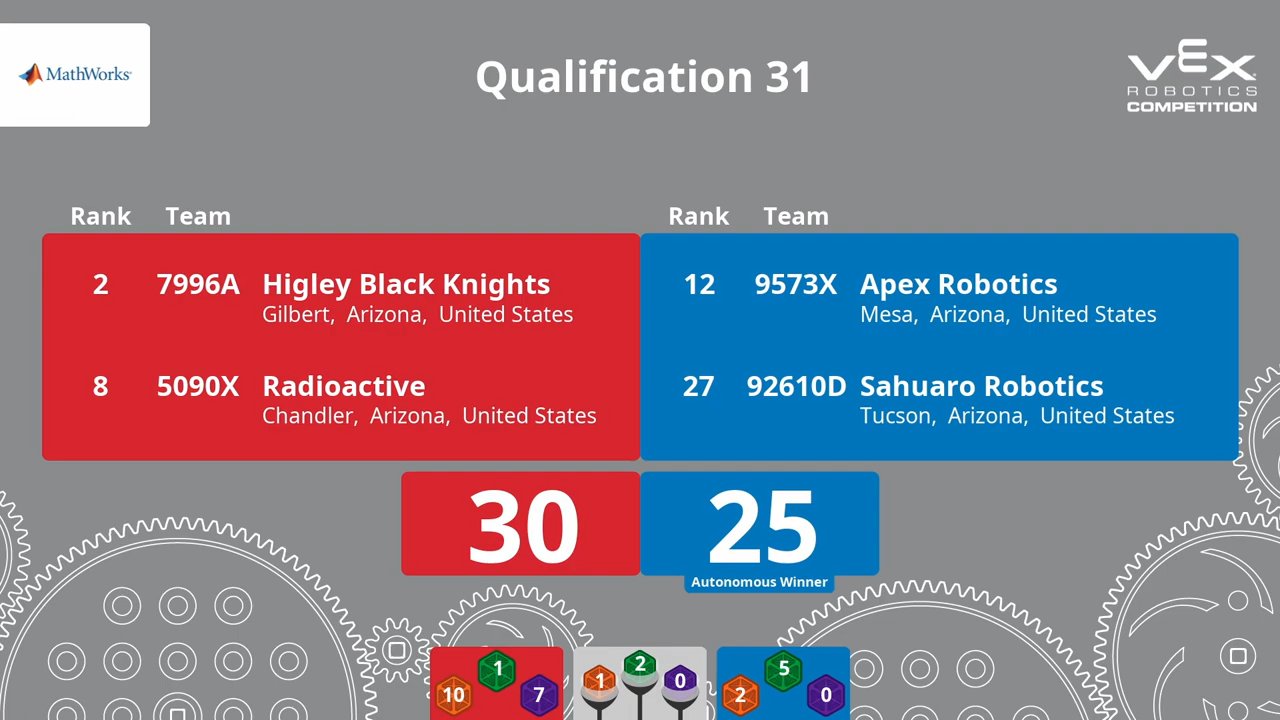 MathWorks
Qualification 31
VEX
ROBOTICS
COMPETITION
Rank Team
2 7996A Higley Black Knights
Gilbert, Arizona, United States
8 5090X Radioactive
Chandler, Arizona, United States
Rank Team
12 9573X Apex Robotics
Mesa, Arizona, United States
27 92610D Sahuaro Robotics
Tucson, Arizona, United States
30 25
Autonomous Winner
10 1 7
1 2 0
2 5 0